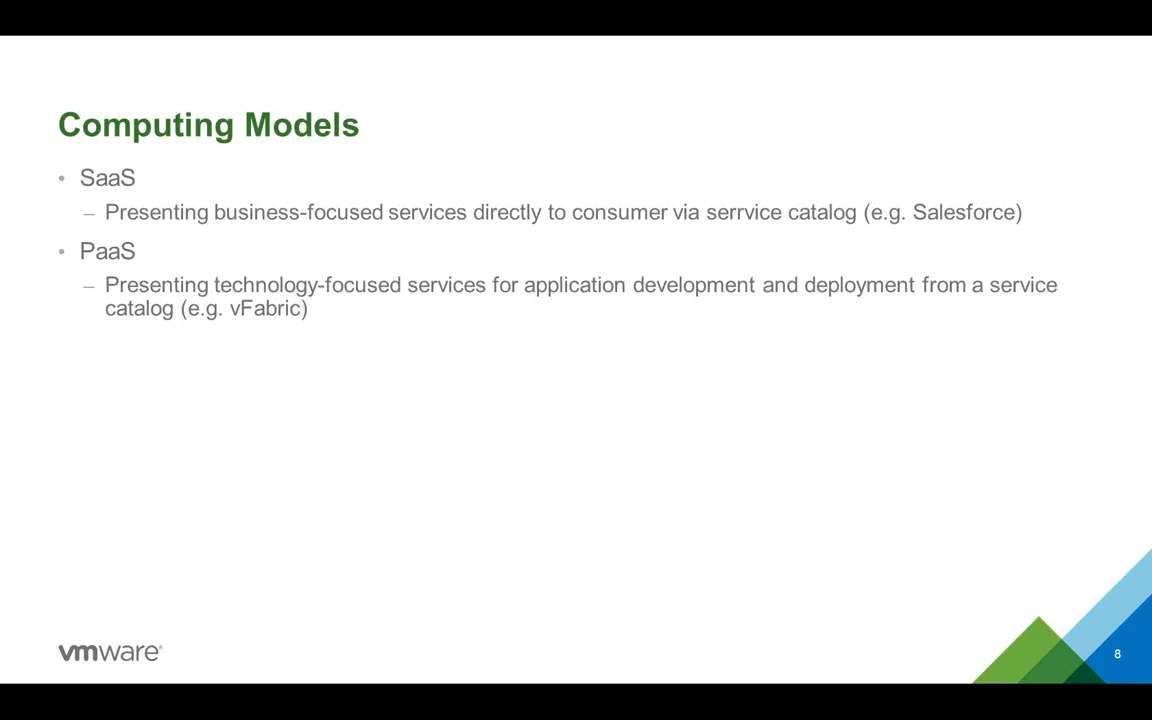 Computing Models
• SaaS
– Presenting business-focused services directly to consumer via serrvice catalog (e.g. Salesforce)
• PaaS
– Presenting technology-focused services for application development and deployment from a service
catalog (e.g. vFabric)
vmware®
8